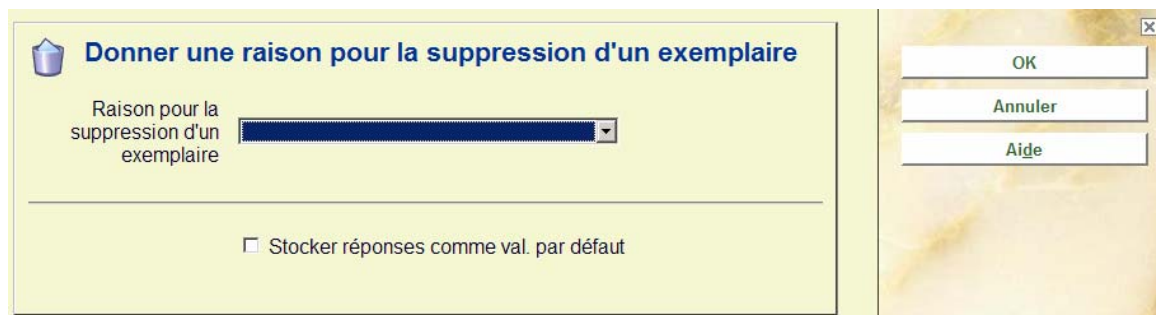 Donner une raison pour la suppression d'un exemplaire
Raison pour la
suppression d'un
exemplaire
Stocker réponses comme val. par défaut
OK
Annuler
Aide